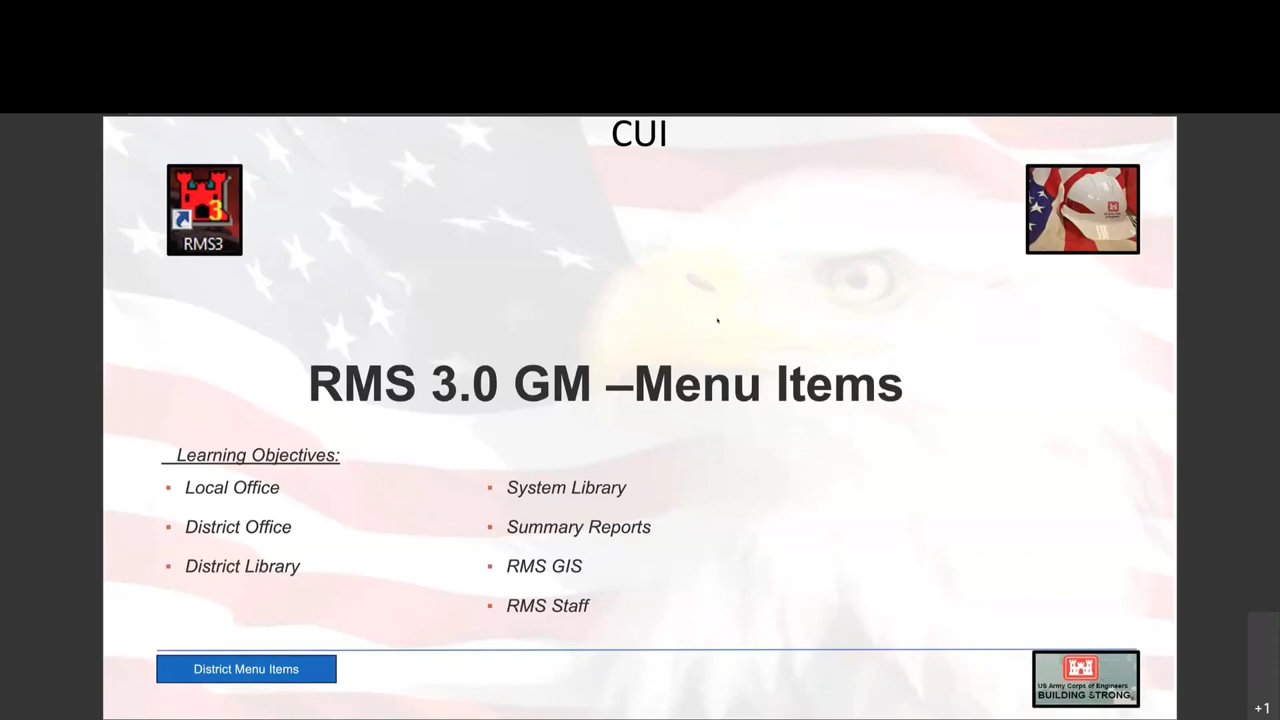 CUI
3
RMS3
RMS 3.0 GM –Menu Items
Learning Objectives:
▪ Local Office
▪ District Office
▪ District Library
▪ System Library
▪ Summary Reports
▪ RMS GIS
▪ RMS Staff
District Menu Items
US Army Corps of Engineers
BUILDING STRONG
+1